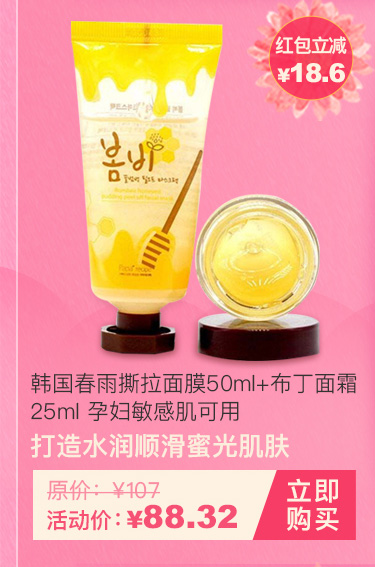 红包立减
¥18.6
봄비
韩国春雨撕拉面膜50ml+布丁面霜
25ml 孕妇敏感肌可用
打造水润顺滑蜜光肌肤
原价：¥107
活动价：¥88.32
立即
购买